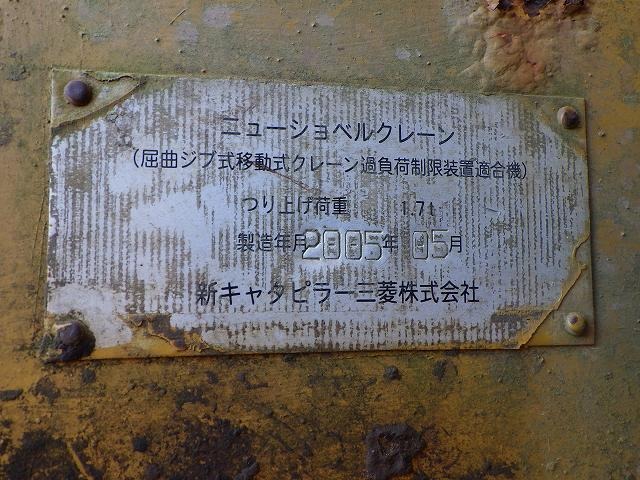 ニューショベルクレーン
(屈曲ジブ式移動式クレーン過負荷制限装置適合機)
つり上げ荷重 1.7t
製造年月 2005年 05月
新キャタピラー三菱株式会社